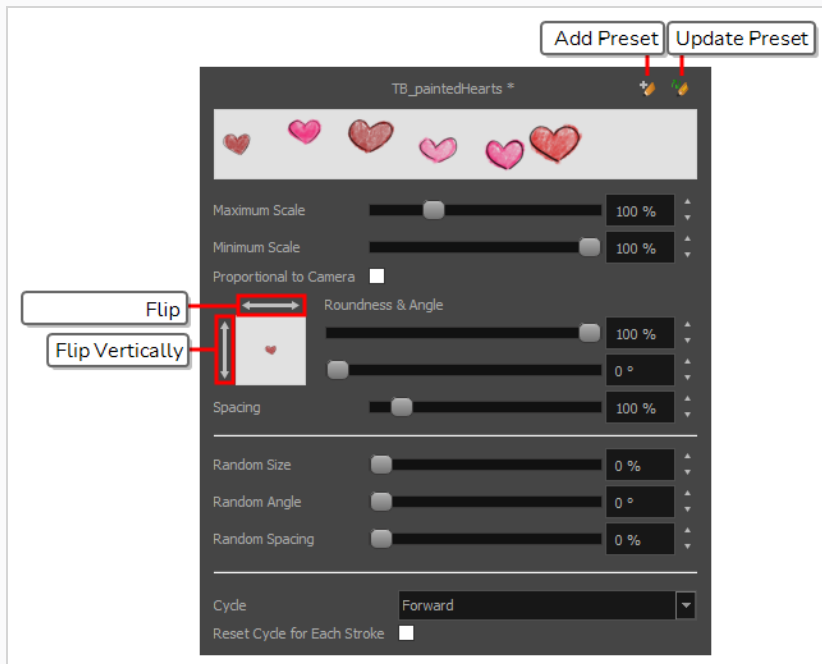 Add Preset
Update Preset
TB_paintedHearts *
Maximum Scale
100 %
Minimum Scale
100 %
Proportional to Camera
Flip
Roundness & Angle
100 %
Flip Vertically
0 °
Spacing
100 %
Random Size
0 %
Random Angle
0 °
Random Spacing
0 %
Cycle
Forward
Reset Cycle for Each Stroke